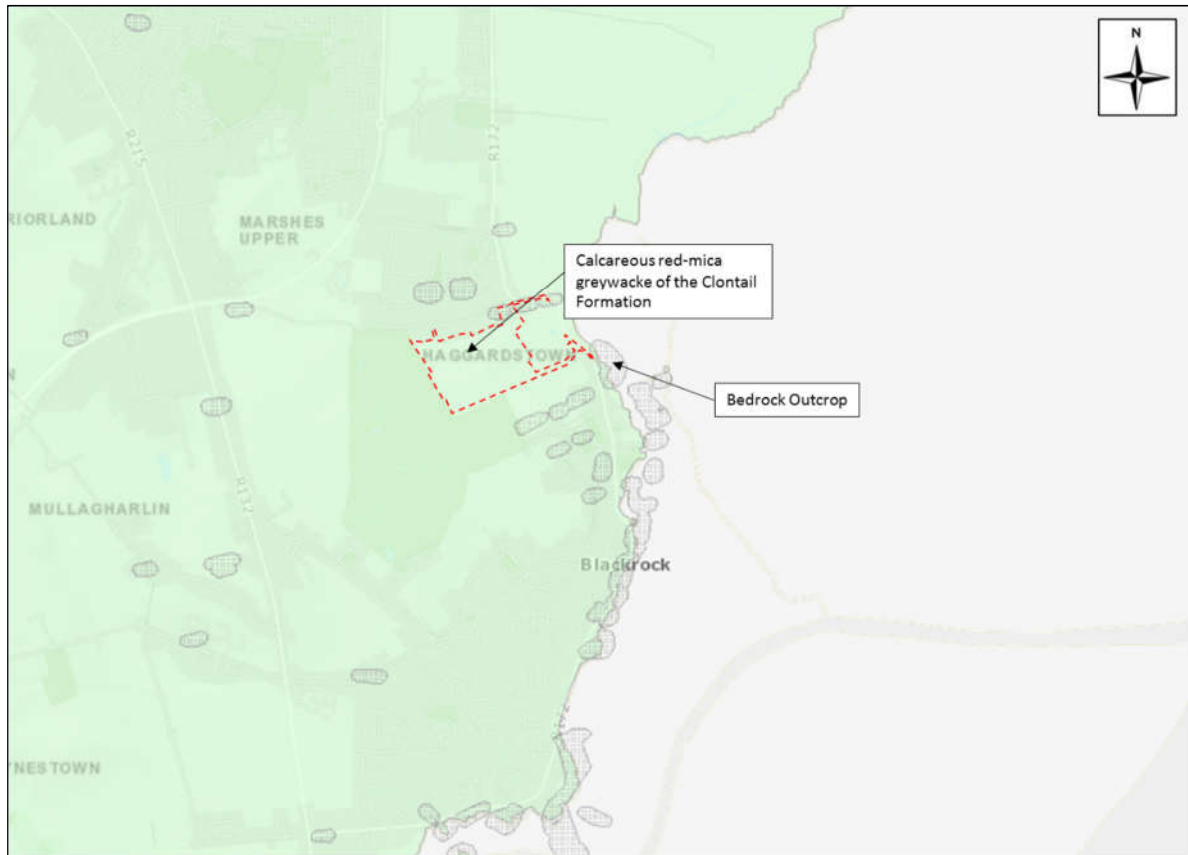 N
R215
R172
RIORLAND
MARSHES
UPPER
Calcareous red-mica
greywacke of the Clontail
Formation
HAGGARDSTOWN
Bedrock Outcrop
N
R132
MULLAGHARLIN
Blackrock
YNESTOWN